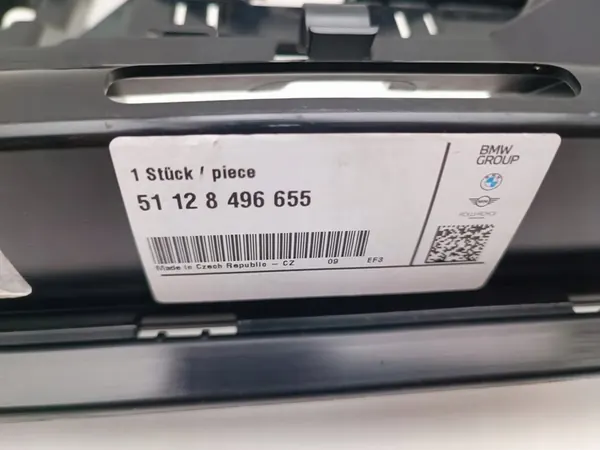 1 Stück / piece
51 12 8 496 655
Made in Czech Republic - CZ 09 EF3
BMW
GROUP